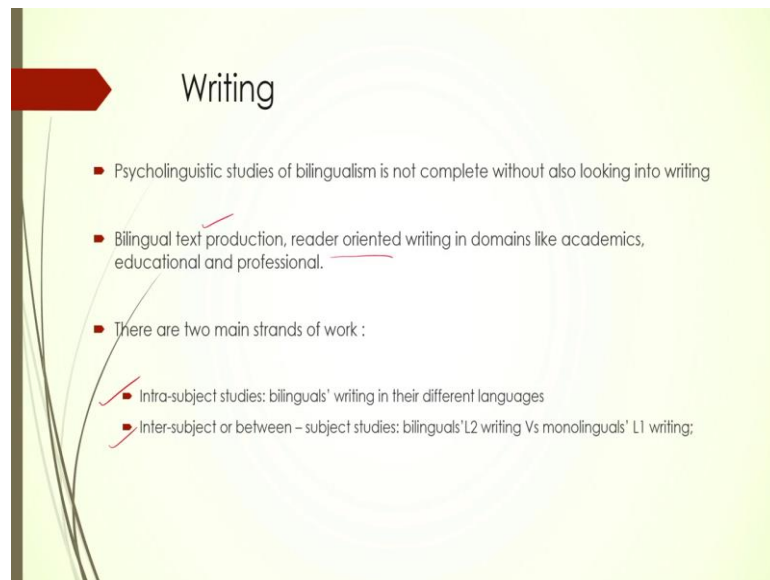 Writing
Psycholinguistic studies of bilingualism is not complete without also looking into writing
Bilingual text production, reader oriented writing in domains like academics,
educational and professional.
There are two main strands of work :
Intra-subject studies: bilinguals' writing in their different languages
Inter-subject or between – subject studies: bilinguals'L2 writing Vs monolinguals' L1 writing;